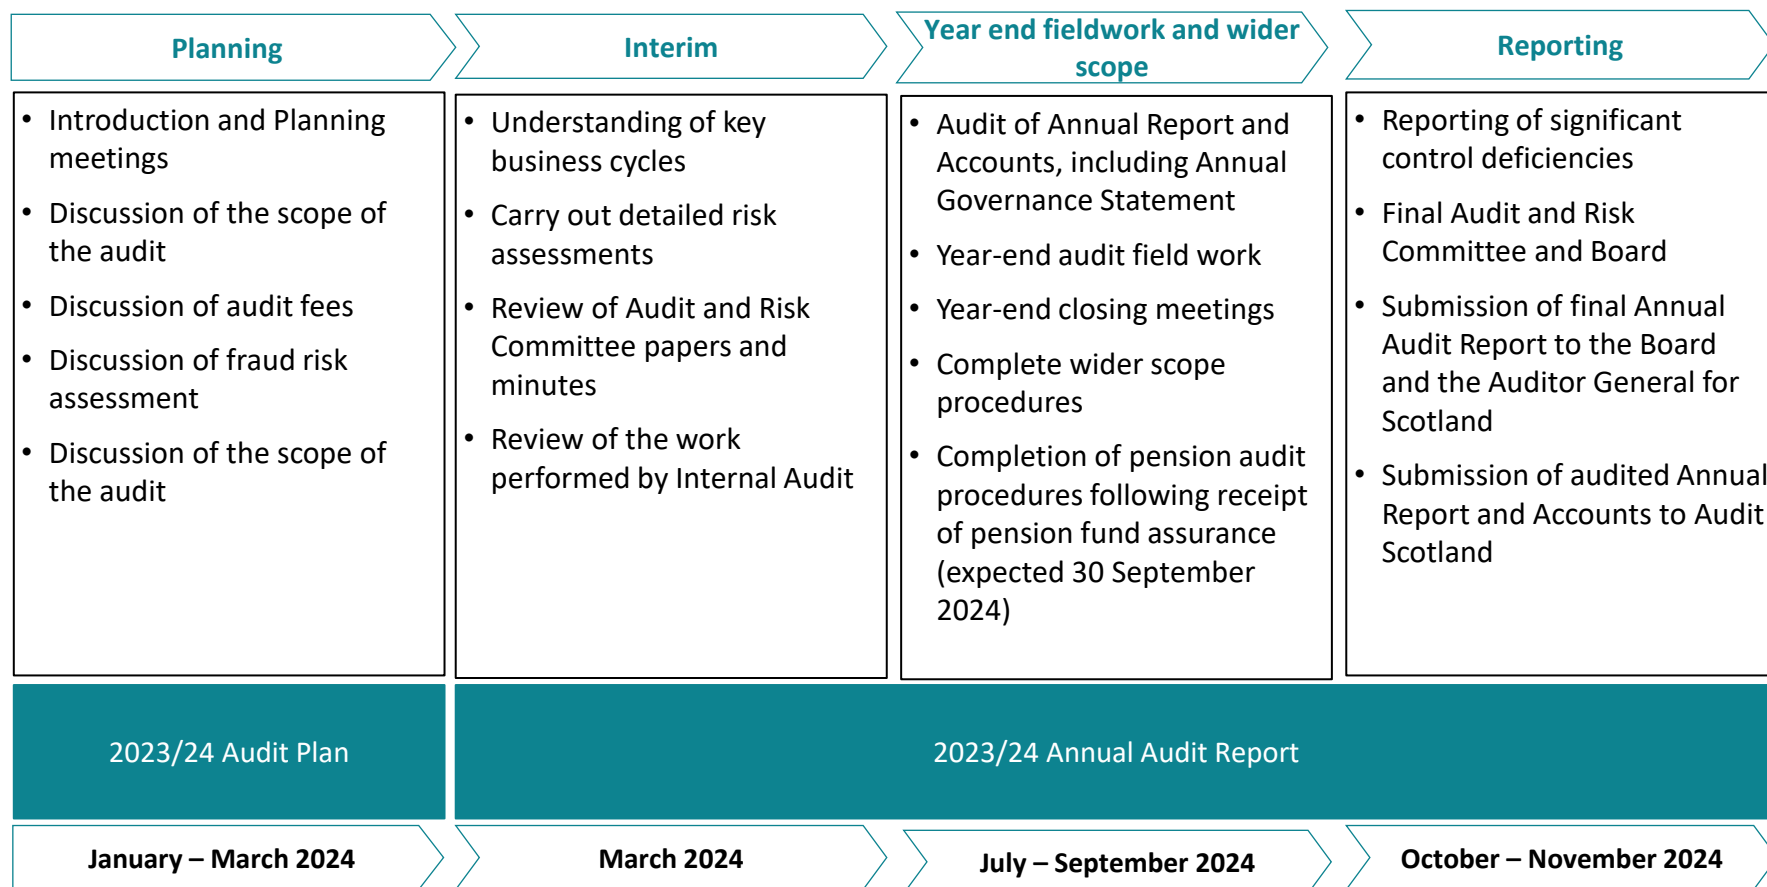 Planning
Interim
Year end fieldwork and wider
scope
Reporting
• Introduction and Planning
meetings
• Discussion of the scope of
the audit
• Discussion of audit fees
• Discussion of fraud risk
assessment
• Discussion of the scope of
the audit
• Understanding of key
business cycles
• Carry out detailed risk
assessments
• Review of Audit and Risk
Committee papers and
minutes
• Review of the work
performed by Internal Audit
• Audit of Annual Report and
Accounts, including Annual
Governance Statement
• Year-end audit field work
• Year-end closing meetings
• Complete wider scope
procedures
• Completion of pension audit
procedures following receipt
of pension fund assurance
(expected 30 September
2024)
• Reporting of significant
control deficiencies
• Final Audit and Risk
Committee and Board
• Submission of final Annual
Audit Report to the Board
and the Auditor General for
Scotland
• Submission of audited Annual
Report and Accounts to Audit
Scotland
2023/24 Audit Plan
2023/24 Annual Audit Report
January – March 2024
March 2024
July – September 2024
October – November 2024